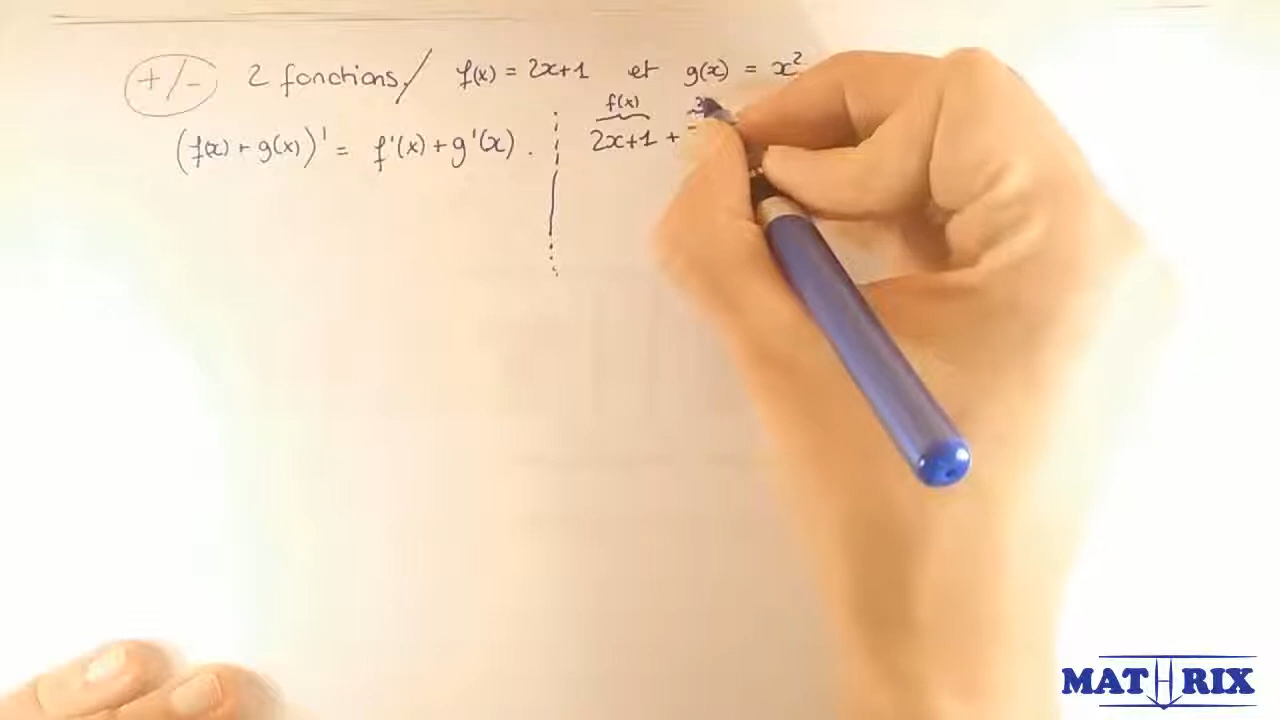 +/- 2 fonctions/ f(x) = 2x+1 et g(x) = x²
f(x)
(f(x) + g(x))' = f'(x) + g'(x). 2x+1 +
MATHRIX